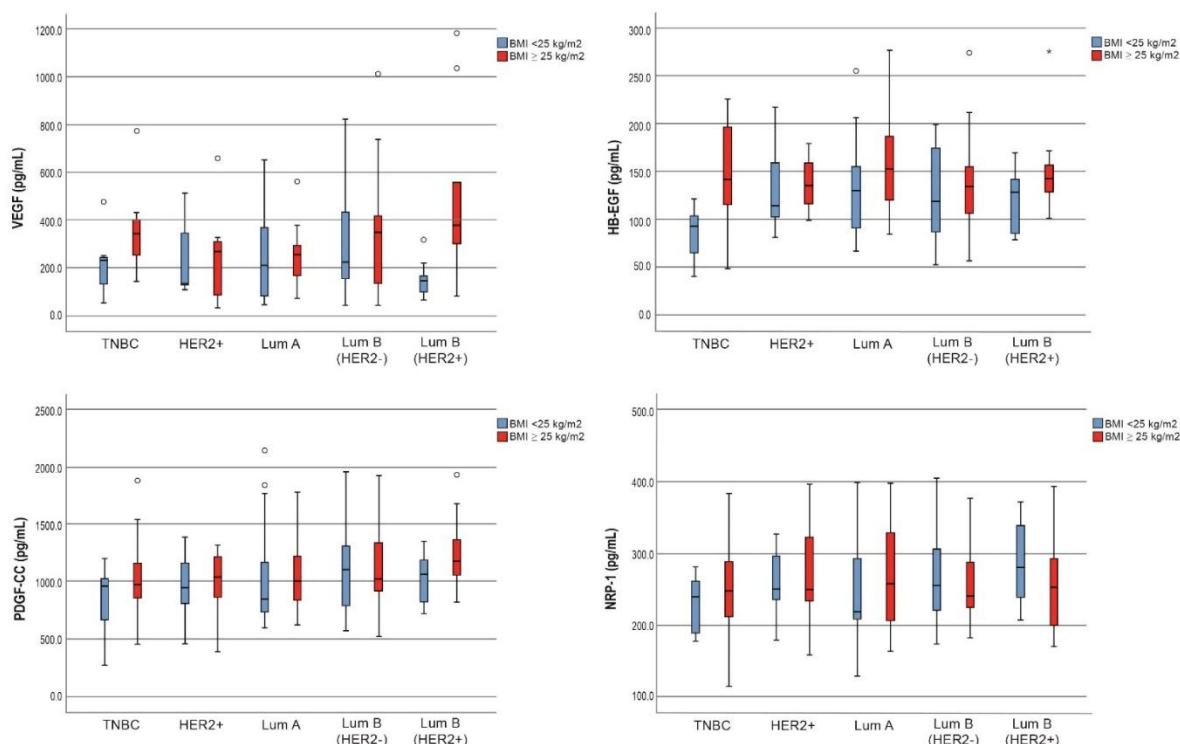 1200.0
1000.0
800.0
600.0
400.0
200.0
0.0
VEGF (pg/mL)
BMI <25 kg/m2
BMI ≥ 25 kg/m2
TNBC HER2+ Lum A Lum B Lum B
(HER2-) (HER2+)
300.0
250.0
200.0
150.0
100.0
50.0
0.0
HB-EGF (pg/mL)
BMI <25 kg/m2
BMI ≥ 25 kg/m2
TNBC HER2+ Lum A Lum B Lum B
(HER2-) (HER2+)
2500.0
2000.0
1500.0
1000.0
500.0
0.0
PDGF-CC (pg/mL)
BMI <25 kg/m2
BMI ≥ 25 kg/m2
TNBC HER2+ Lum A Lum B Lum B
(HER2-) (HER2+)
500.0
400.0
300.0
200.0
100.0
NRP-1 (pg/mL)
BMI <25 kg/m2
BMI ≥ 25 kg/m2
TNBC HER2+ Lum A Lum B Lum B
(HER2-) (HER2+)